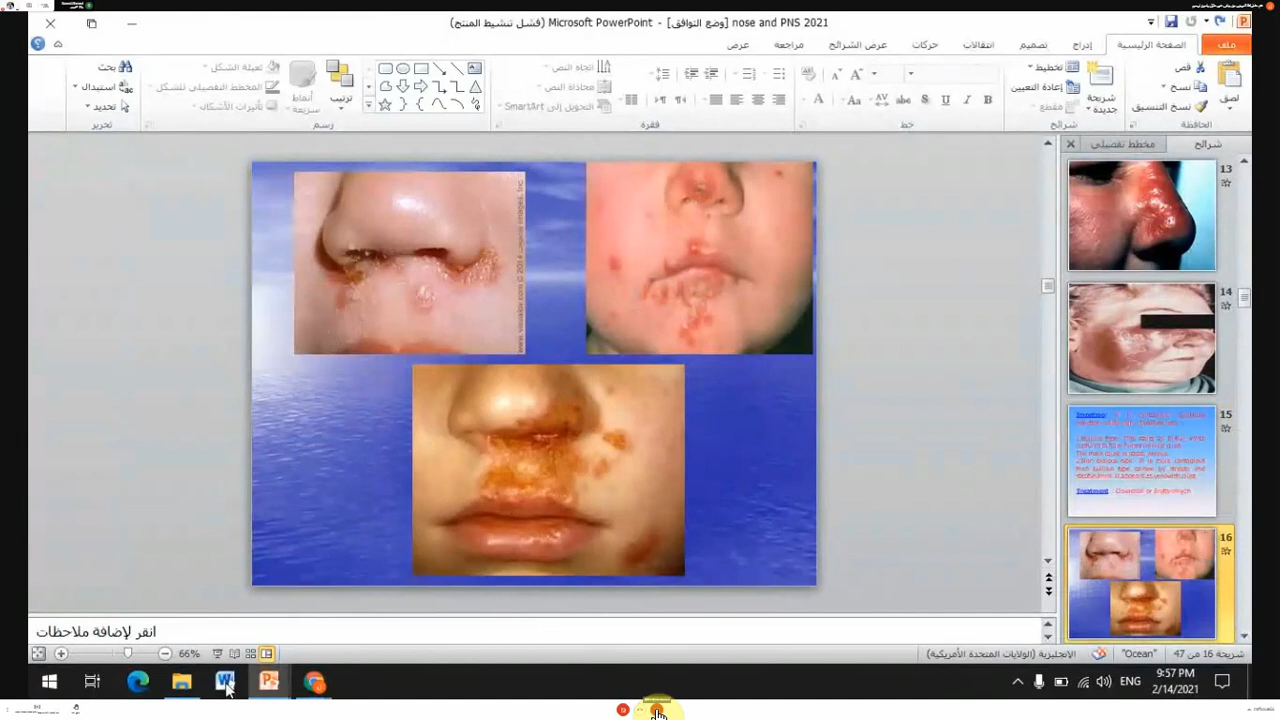 nose and PNS 2021 [وضع التوافق] - Microsoft PowerPoint (فشل تنشيط المنتج)
ملف
الصفحة الرئيسية
إدراج
تصميم
انتقالات
حركات
عرض الشرائح
مراجعة
عرض
لصق
قص
نسخ
نسخ التنسيق
الحافظة
شريحة جديدة
تخطيط
إعادة التعيين
مقطع
شرائح
خط
فقرة
اتجاه النص
محاذاة النص
التحويل إلى SmartArt
ترتيب
أنماط سريعة
تعبئة الشكل
المخطط التفصيلي للشكل
تأثيرات الأشكال
رسم
بحث
استبدال
تحديد
تحرير
شرائح
مخطط تفصيلي
13
14
15
Treatment
16
انقر لإضافة ملاحظات
شريحة 16 من 47
"Ocean"
الإنجليزية (الولايات المتحدة الأمريكية)
66%
ENG
9:57 PM
2/14/2021